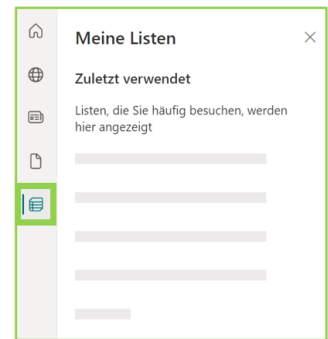 Meine Listen
Zuletzt verwendet
Listen, die Sie häufig besuchen, werden
hier angezeigt